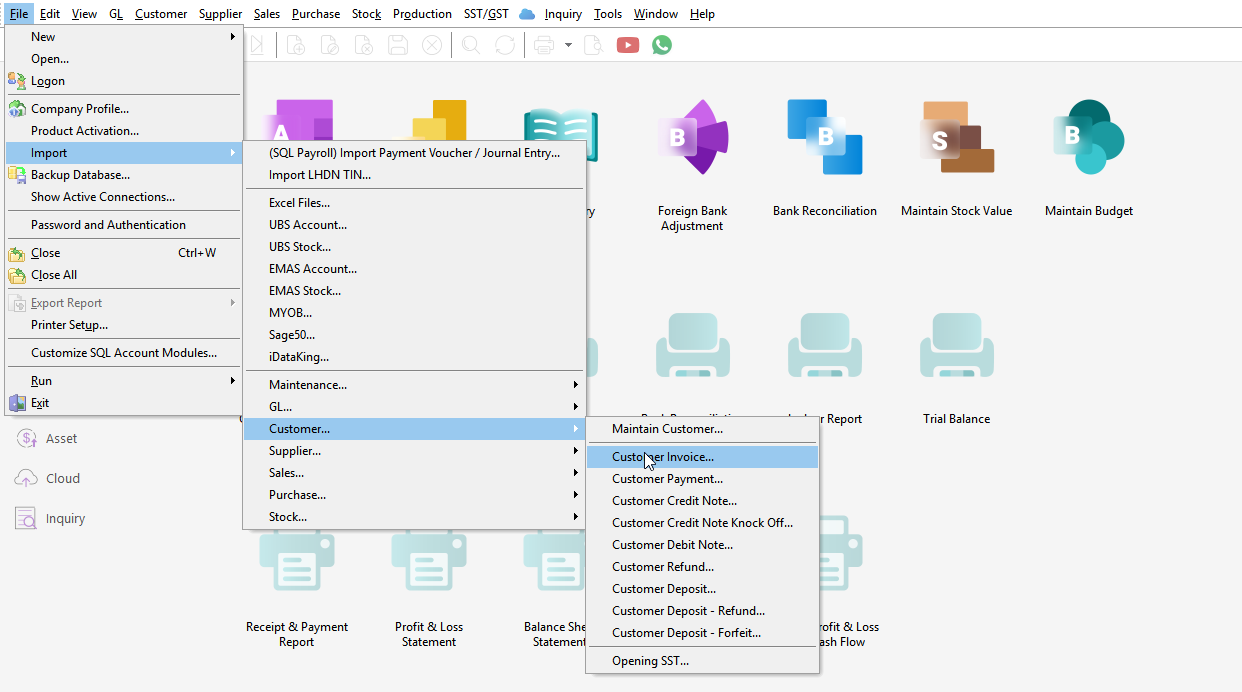 File Edit View GL Customer Supplier Sales Purchase Stock Production SST/GST Inquiry Tools Window Help
New
Open...
Logon
Company Profile...
Product Activation...
Import
Backup Database...
Show Active Connections...
Password and Authentication
Close Ctrl+W
Close All
Export Report
Printer Setup...
Customize SQL Account Modules...
Run
Exit
(SQL Payroll) Import Payment Voucher / Journal Entry...
Import LHDN TIN...
Excel Files...
UBS Account...
UBS Stock...
EMAS Account...
EMAS Stock...
MYOB...
Sage50...
iDataKing...
Maintenance...
GL...
Customer...
Supplier...
Sales...
Purchase...
Stock...
Maintain Customer...
Customer Invoice...
Customer Payment...
Customer Credit Note...
Customer Credit Note Knock Off...
Customer Debit Note...
Customer Refund...
Customer Deposit...
Customer Deposit - Refund...
Customer Deposit - Forfeit...
Opening SST...
A
B
B
S
B
Foreign Bank
Adjustment
Bank Reconciliation
Maintain Stock Value
Maintain Budget
Report
Trial Balance
Asset
Cloud
Inquiry
Receipt & Payment
Report
Profit & Loss
Statement
Balance She
Statement
ofit & Loss
ash Flow